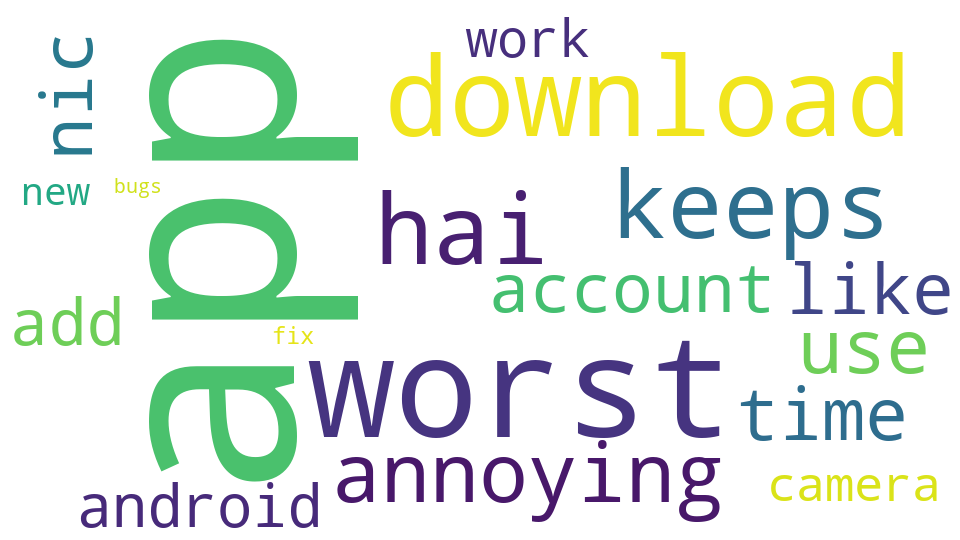 work
nic
download
app
new
bugs
keeps
hai
account
like
add
fix
use
worst
time
annoying
camera
android